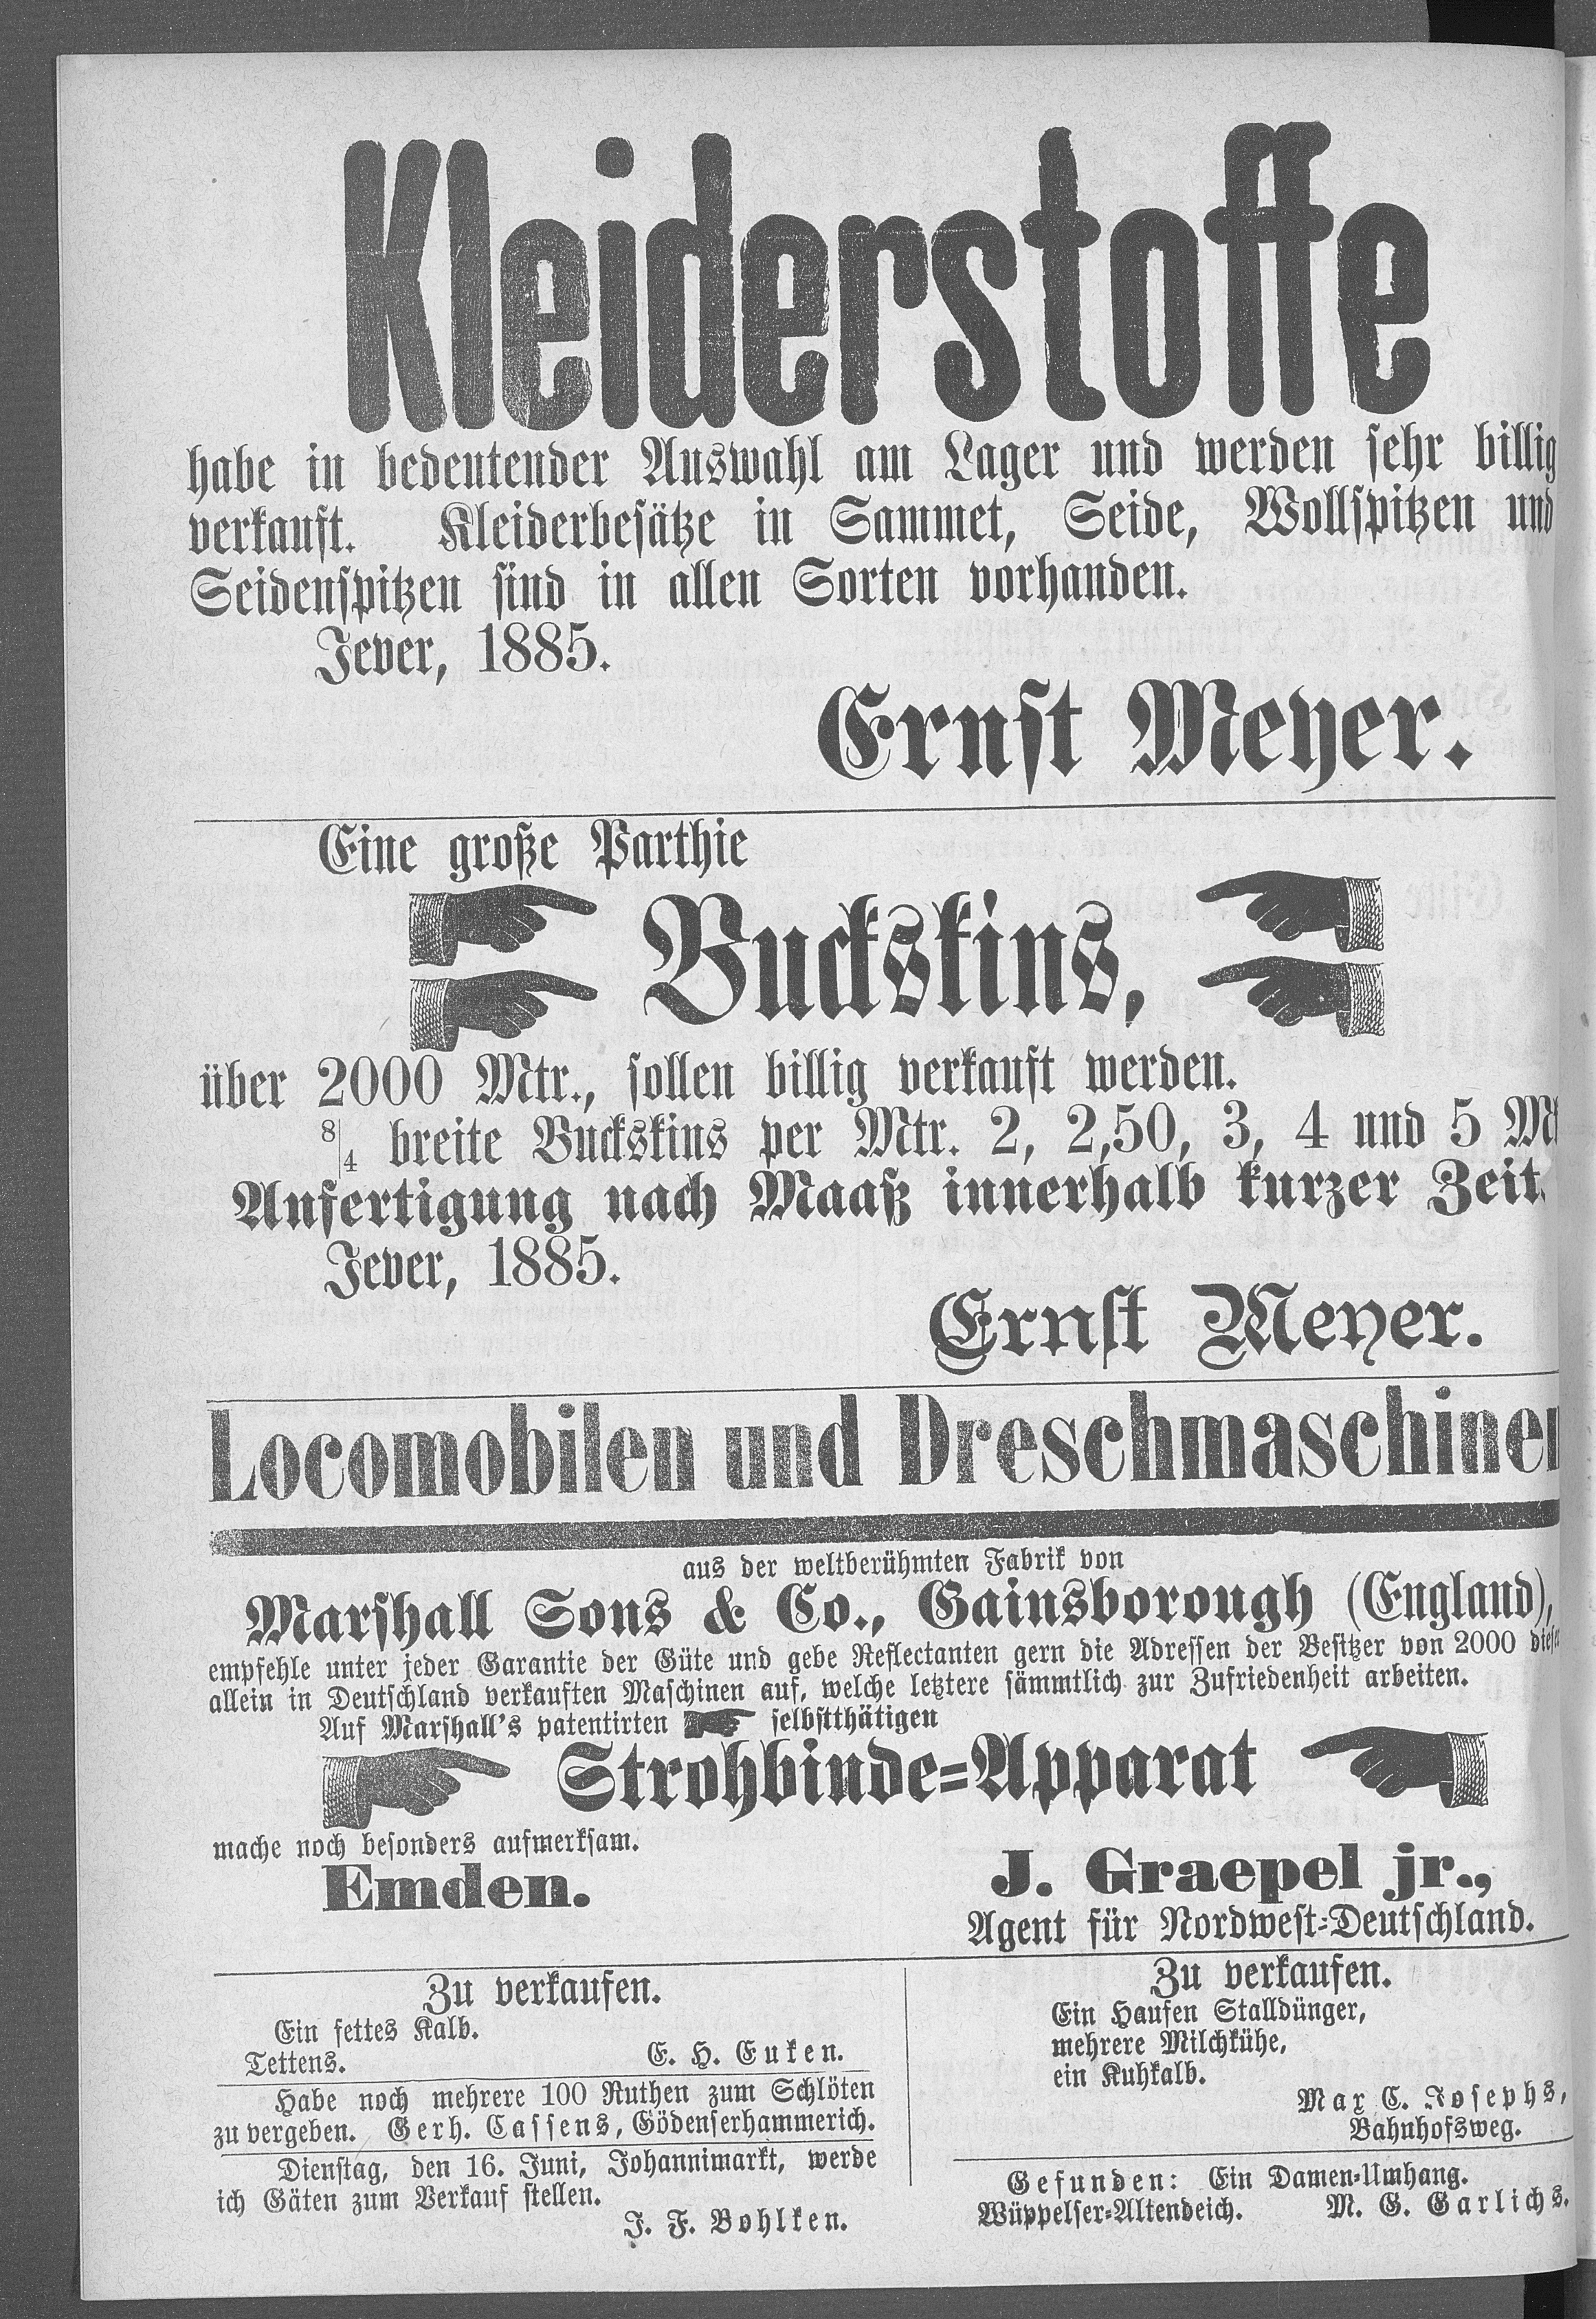 Kleiderstoffe
habe in bedeutender Auswahl am Lager und werden sehr billig
verkauft. Kleiderbesätze in Sammet, Seide, Wollspitzen und
Seidenspitzen sind in allen Sorten vorhanden.
Jever, 1885.
Ernst Meyer.
Eine große Parthie
Buckskins,
über 2000 Mtr., sollen billig verkauft werden.
8/4 breite Buckskins per Mtr. 2, 2,50, 3, 4 und 5 Mk
Anfertigung nach Maaß innerhalb kurzer Zeit.
Jever, 1885.
Ernst Meyer.
Locomobilen und Dreschmaschinen
aus der weltberühmten Fabrik von
Marshall Sons & Co., Gainsborough (England),
empfehle unter jeder Garantie der Güte und gebe Reflectanten gern die Adressen der Besitzer von 2000 dieser
allein in Deutschland verkauften Maschinen auf, welche letztere sämmtlich zur Zufriedenheit arbeiten.
Auf Marshall's patentirten selbstthätigen
Strohbinde-Apparat
mache noch besonders aufmerksam.
Emden.
J. Graepel jr.,
Agent für Nordwest-Deutschland.
Zu verkaufen.
Ein fettes Kalb.
Tettens. E. H. Euken.
Habe noch mehrere 100 Ruthen zum Schlöten
zu vergeben. Gerh. Cassens, Gödenserhammerich.
Dienstag, den 16. Juni, Johannimarkt, werde
ich Gäten zum Verkauf stellen.
J. F. Bohlken.
Zu verkaufen.
Ein Haufen Stalldünger,
mehrere Milchkühe,
ein Kuhkalb.
Max C. Josephs,
Bahnhofsweg.
Gefunden: Ein Damen-Umhang.
Wüppelser-Altendeich. M. G. Garlichs.